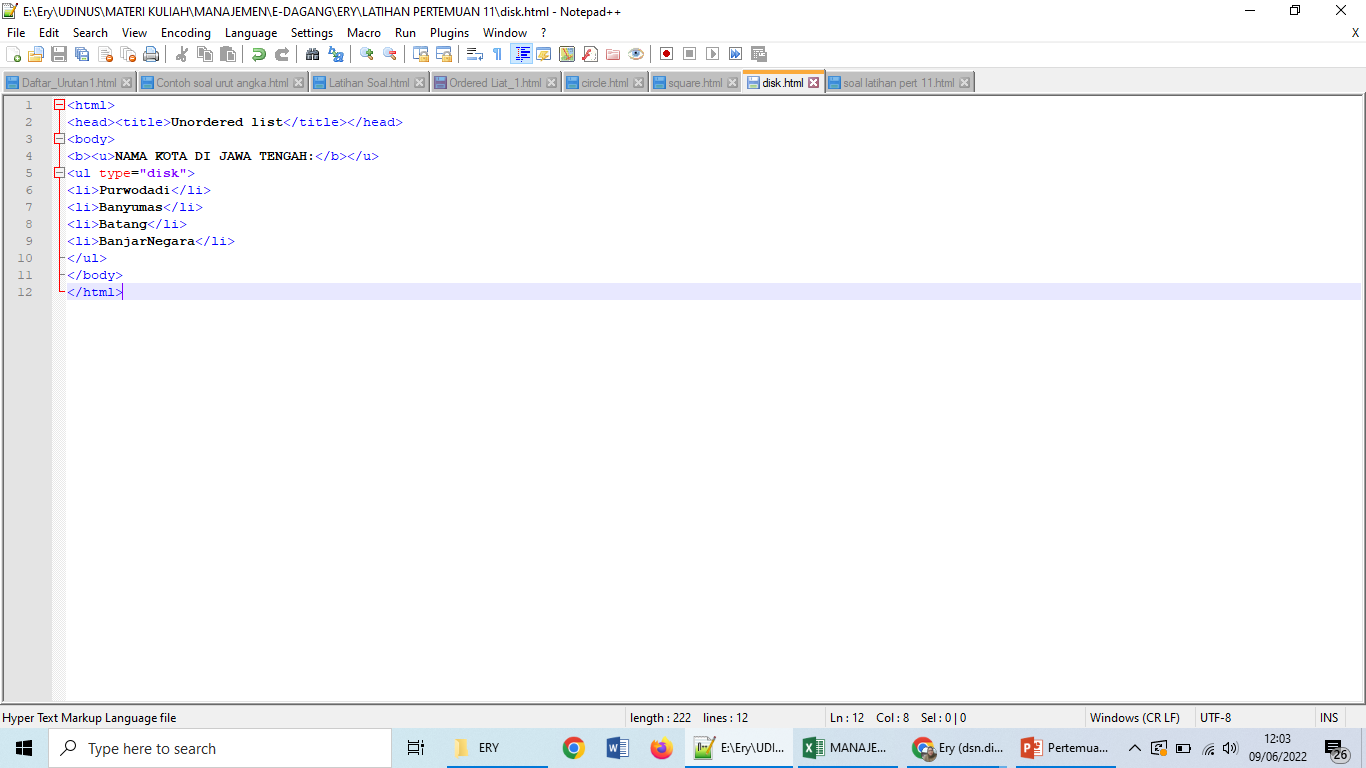 E:\Ery\UDINUS\MATERI KULIAH\MANAJEMEN\E-DAGANG\ERY\LATIHAN PERTEMUAN 11\disk.html - Notepad++
File Edit Search View Encoding Language Settings Macro Run Plugins Window ? X
Daftar_Urutan1.html Contoh soal urut angka.html Latihan Soal.html Ordered Liat_1.html circle.html square.html disk.html soal latihan pert 11.html
1 <html>
2 <head><title>Unordered list</title></head>
3 <body>
4 <b><u>NAMA KOTA DI JAWA TENGAH:</b></u>
5 <ul type="disk">
6 <li>Purwodadi</li>
7 <li>Banyumas</li>
8 <li>Batang</li>
9 <li>BanjarNegara</li>
10 </ul>
11 </body>
12 </html>
Hyper Text Markup Language file length : 222 lines : 12 Ln : 12 Col : 8 Sel : 0 | 0 Windows (CR LF) UTF-8 INS
Type here to search ERY E:\Ery\UDI... MANAJE... Ery (dsn.di... Pertemua... 12:03
09/06/2022 26